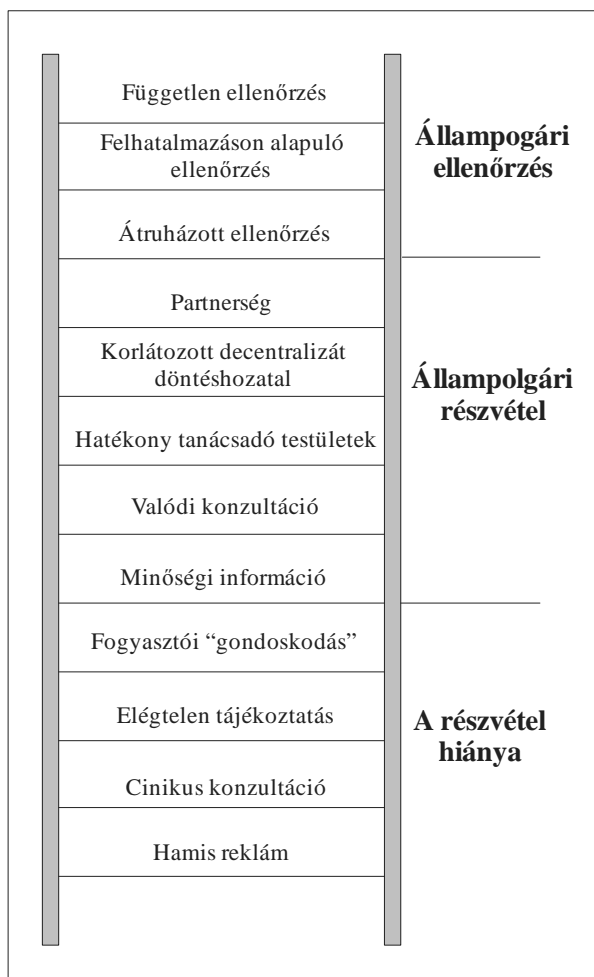 Független ellenőrzés
Felhatalmazáson alapuló
ellenőrzés
Átruházott ellenőrzés
Állampogári
ellenőrzés
Partnerség
Korlátozott decentralizát
döntéshozatal
Hatékony tanácsadó testületek
Valódi konzultáció
Minőségi információ
Állampolgári
részvétel
Fogyasztói “gondoskodás”
Elégtelen tájékoztatás
Cinikus konzultáció
Hamis reklám
A részvétel
hiánya